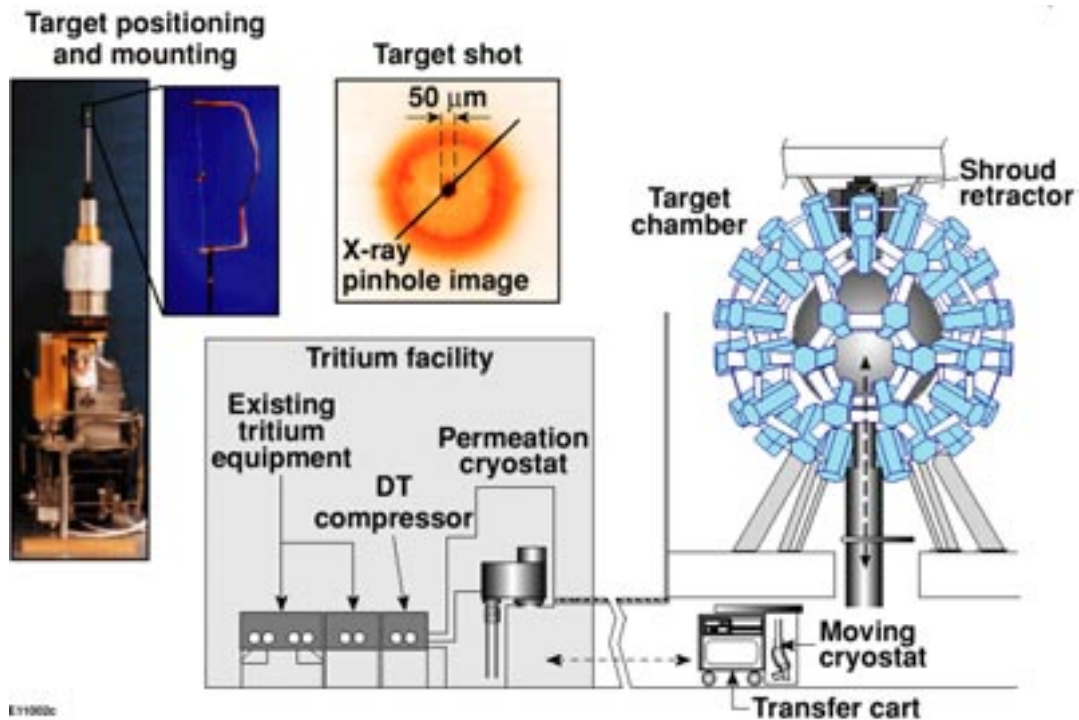 Target positioning
and mounting
Target shot
50 μm
X-ray
pinhole image
Target
chamber
Shroud
retractor
Tritium facility
Existing
tritium
equipment
DT
compressor
Permeation
cryostat
Moving
cryostat
Transfer cart
E11002c